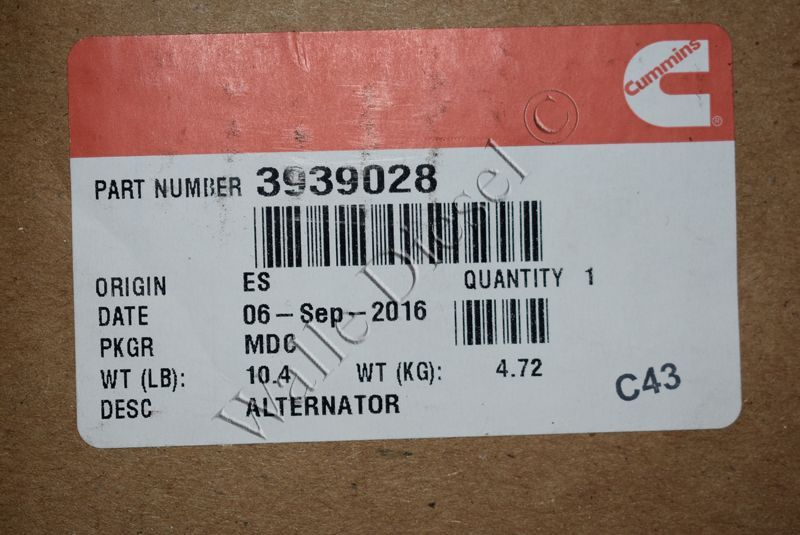 Cummins
®
PART NUMBER 3939028
ORIGIN ES QUANTITY 1
DATE 06-Sep-2016
PKGR MDC
WT (LB): 10.4 WT (KG): 4.72
DESC ALTERNATOR
C43
Walle Diesel ©